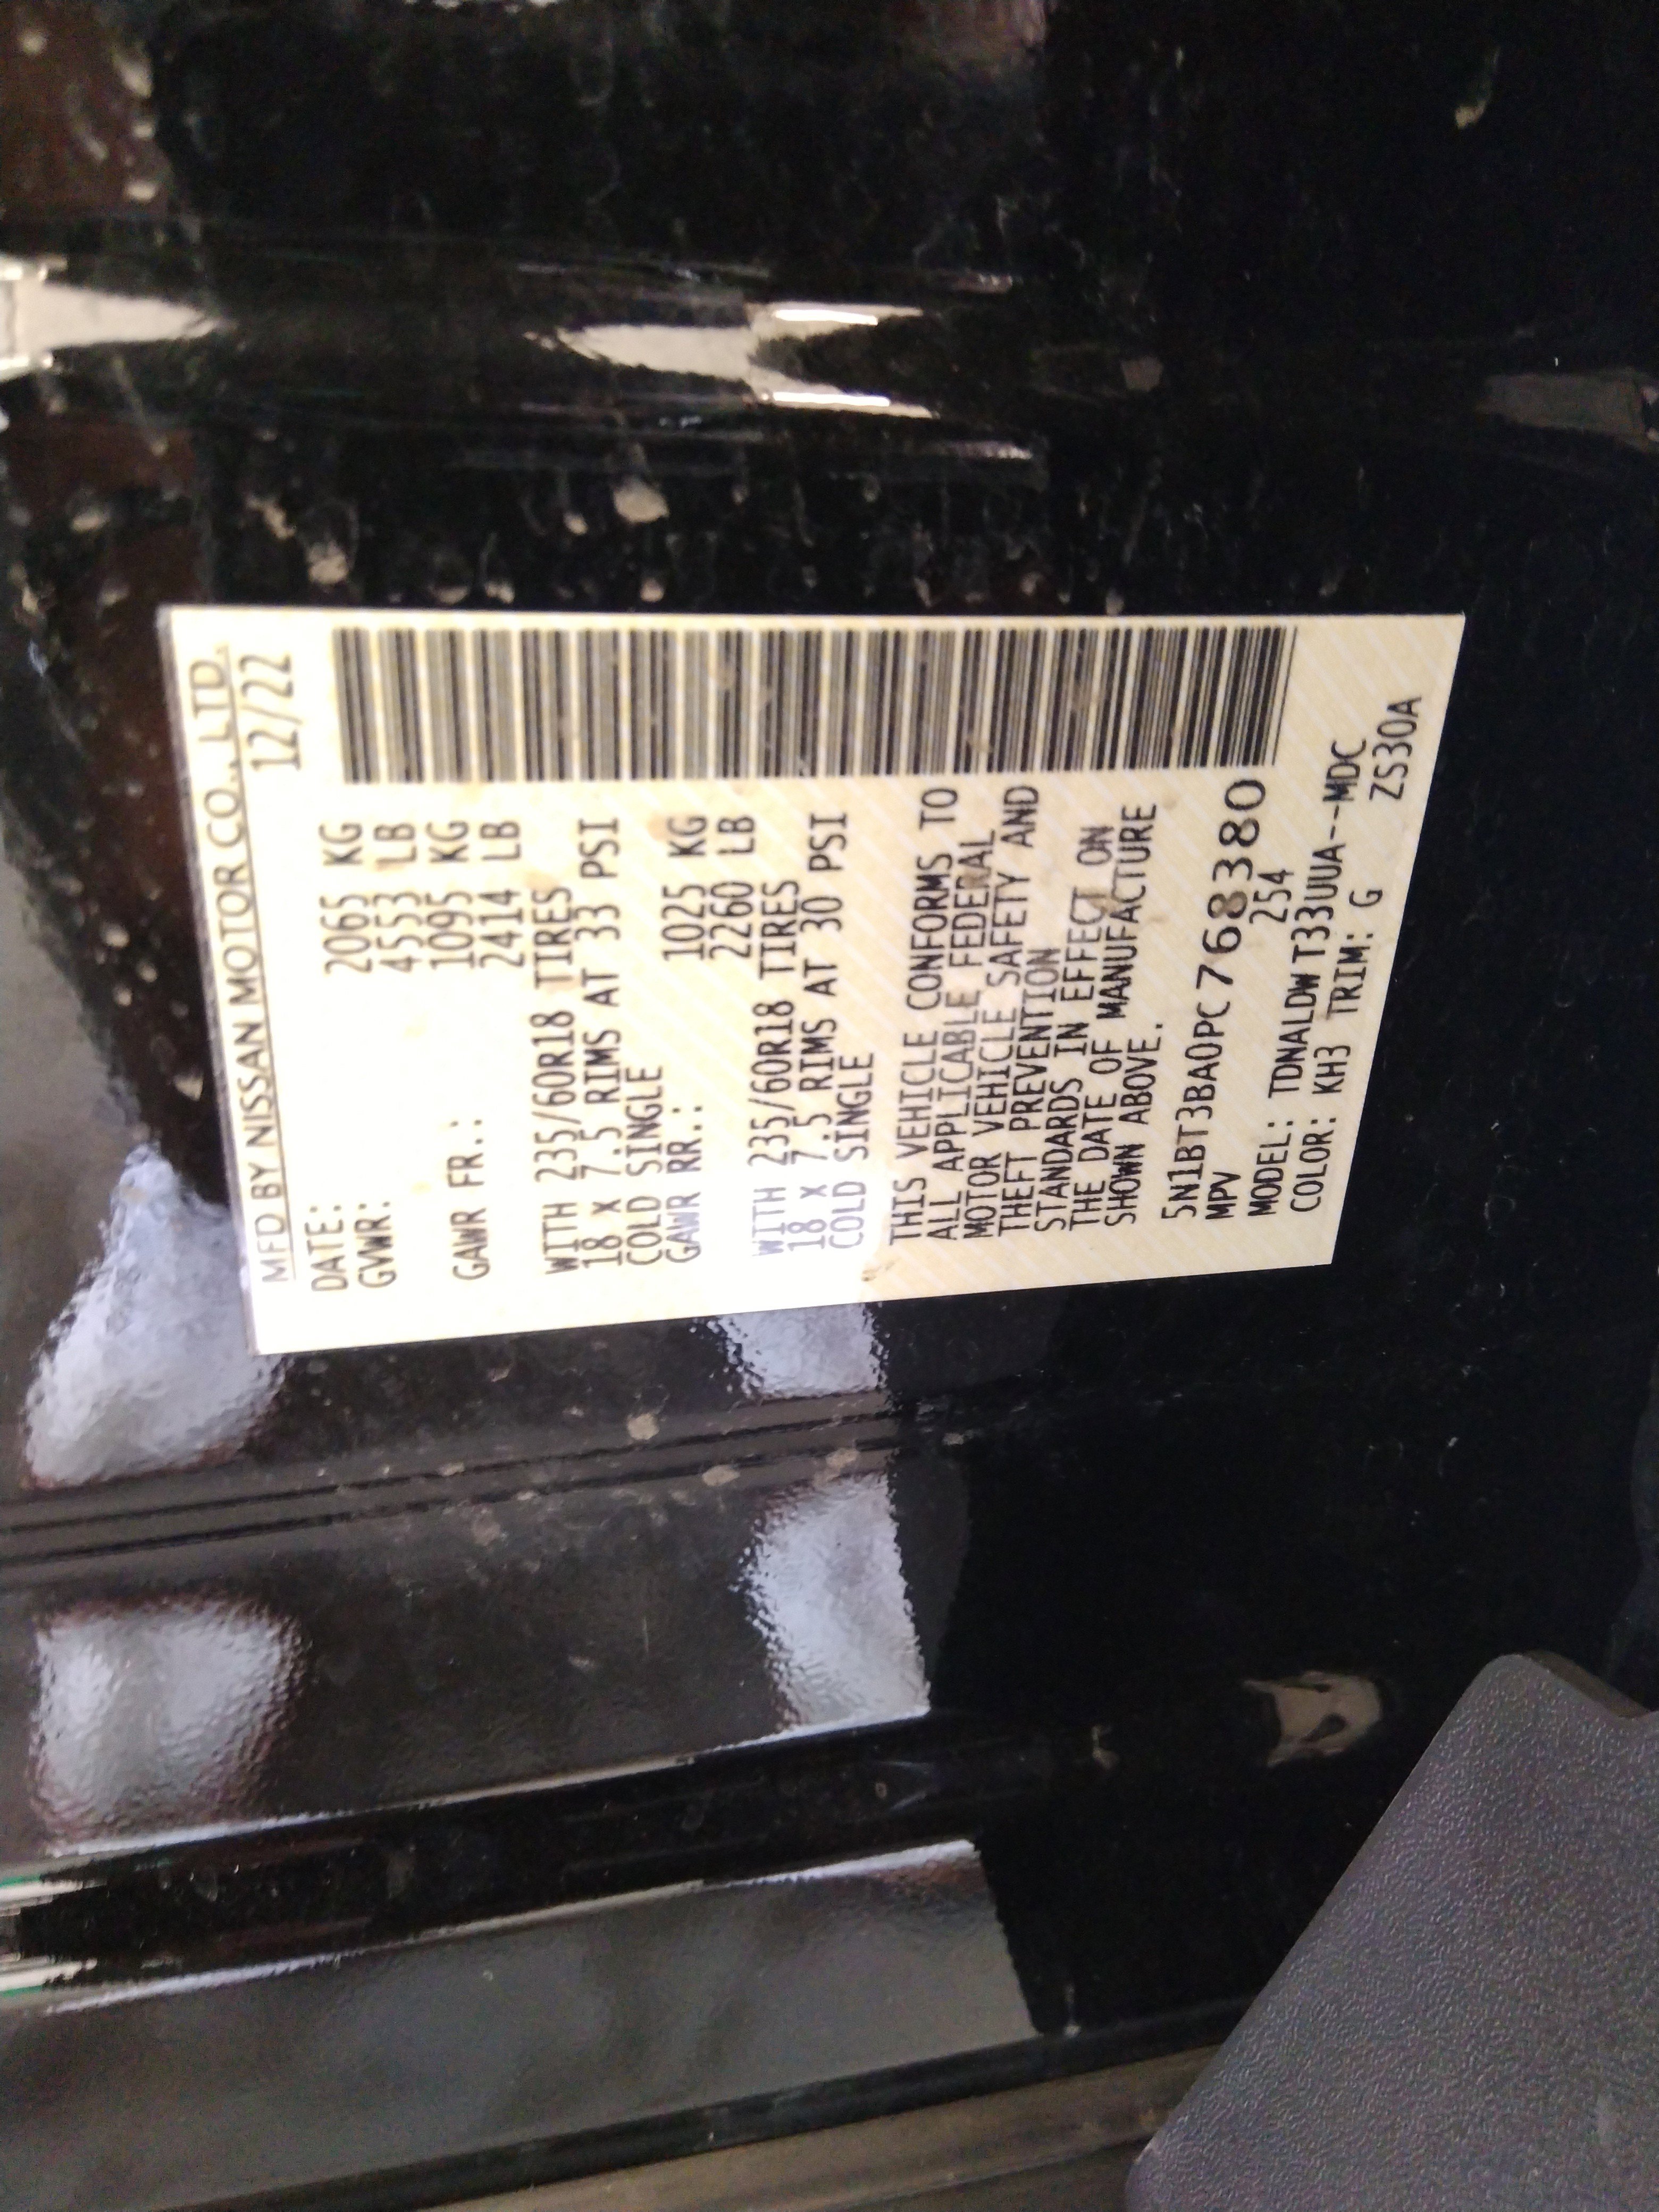 MFD BY NISSAN MOTOR CO., LTD.
DATE: 12/22
GVWR: 2065 KG
4553 LB
GAWR FR.: 1095 KG
2414 LB
WITH 235/60R18 TIRES
18 x 7.5 RIMS AT 33 PSI
COLD SINGLE
GAWR RR.: 1025 KG
2260 LB
WITH 235/60R18 TIRES
18 x 7.5 RIMS AT 30 PSI
COLD SINGLE
THIS VEHICLE CONFORMS TO
ALL APPLICABLE FEDERAL
MOTOR VEHICLE SAFETY AND
THEFT PREVENTION
STANDARDS IN EFFECT ON
THE DATE OF MANUFACTURE
SHOWN ABOVE.
5N1BT3BA0PC768380
MPV 254
MODEL: TDNALDW T33UUUA--MDC
COLOR: KH3 TRIM: G ZS330A